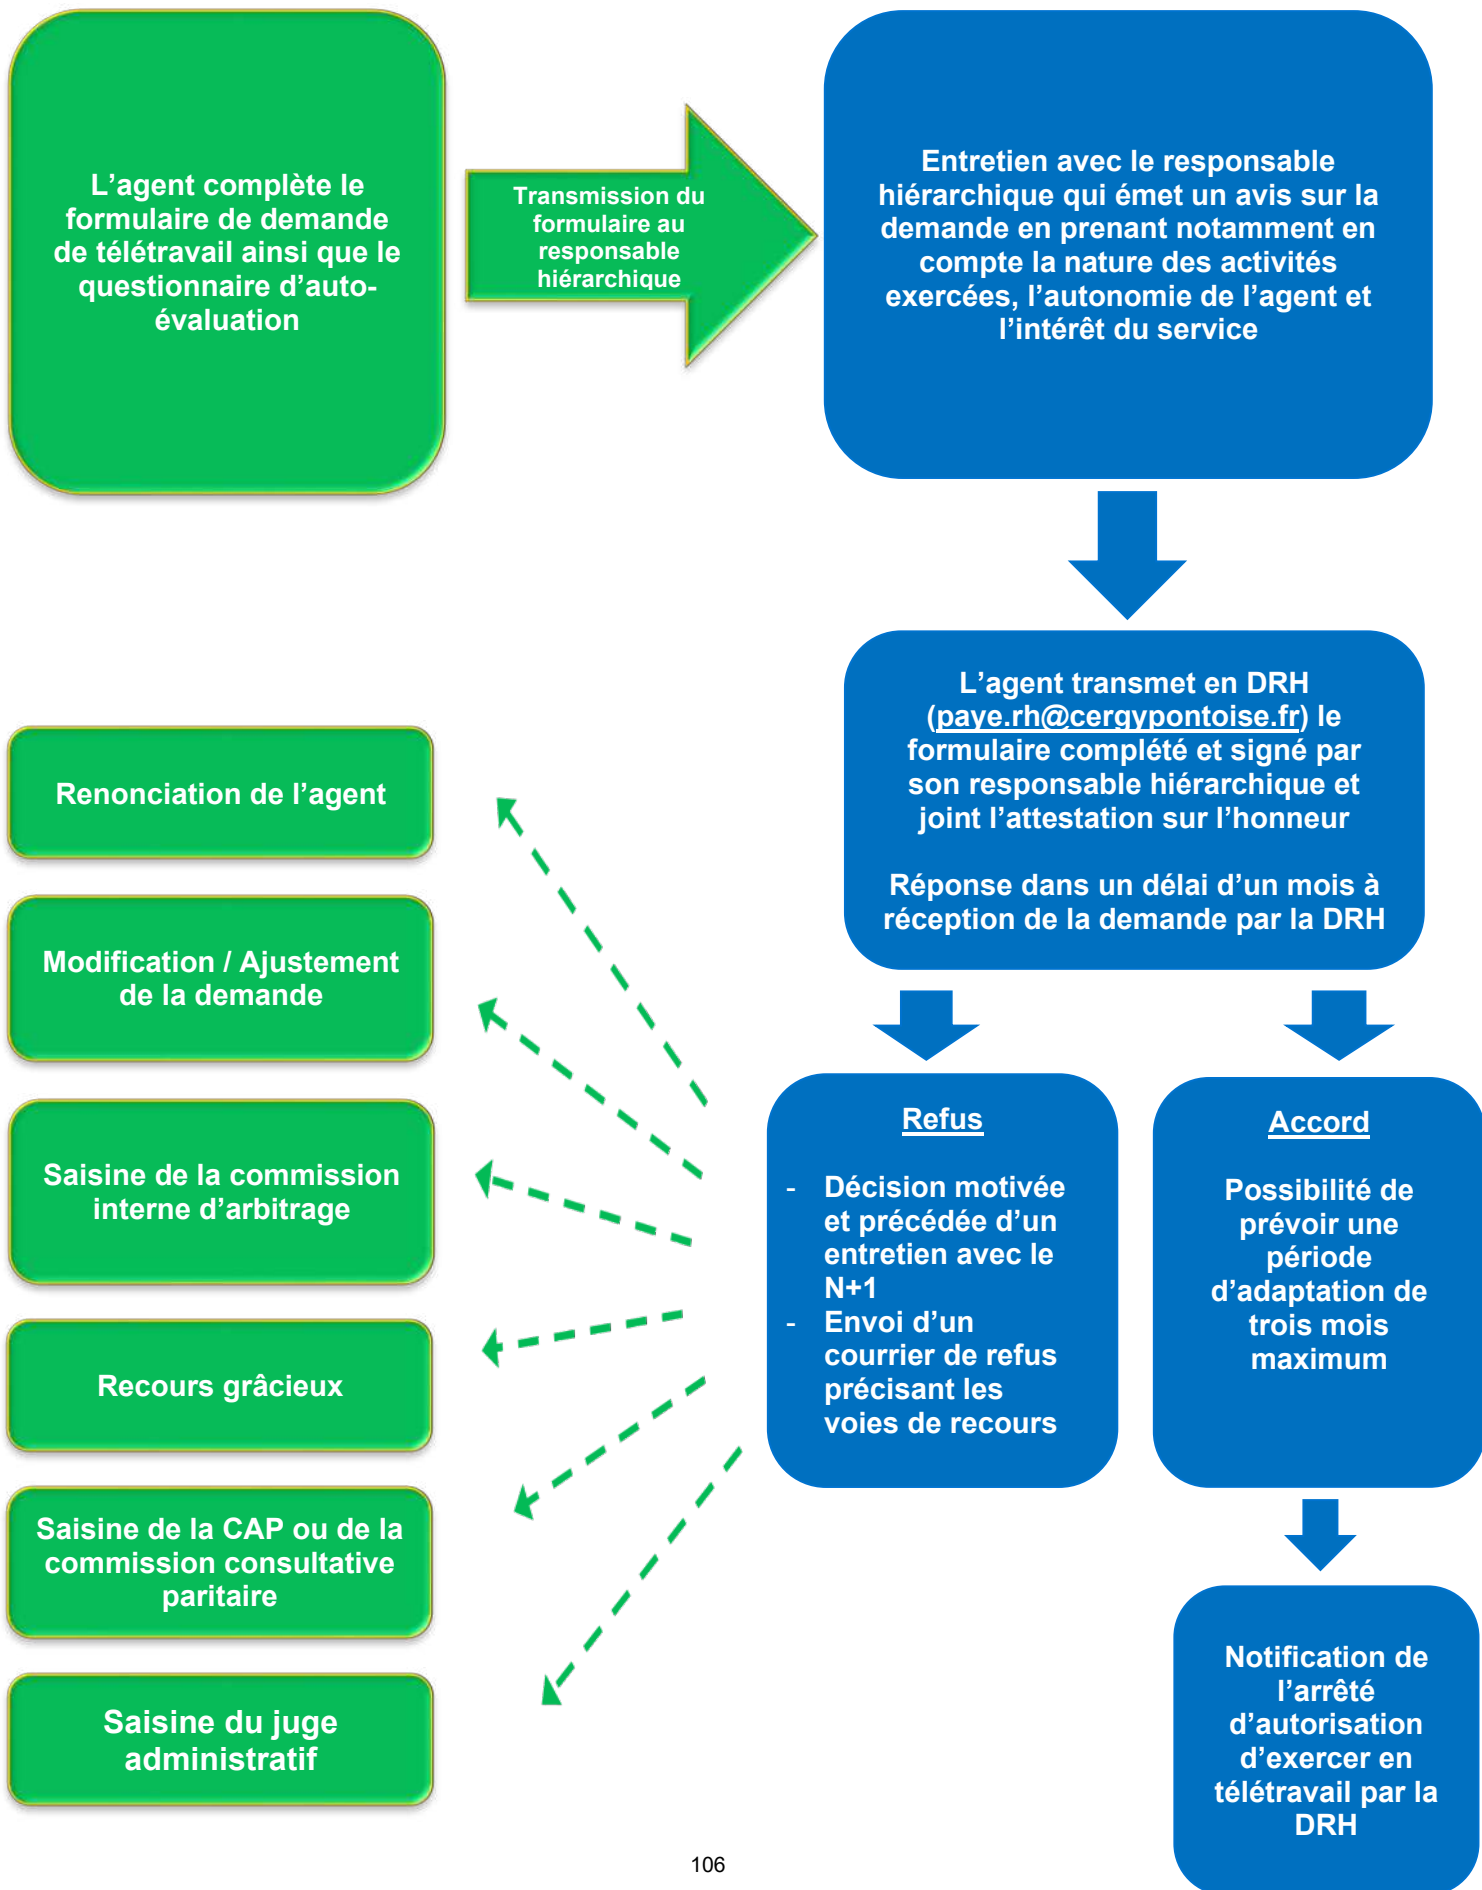 L’agent complète le
formulaire de demande
de télétravail ainsi que le
questionnaire d’auto-
évaluation
Transmission du
formulaire au
responsable
hiérarchique
Entretien avec le responsable
hiérarchique qui émet un avis sur la
demande en prenant notamment en
compte la nature des activités
exercées, l’autonomie de l’agent et
l’intérêt du service
L’agent transmet en DRH
(paye.rh@cergypontoise.fr) le
formulaire complété et signé par
son responsable hiérarchique et
joint l’attestation sur l’honneur
Réponse dans un délai d’un mois à
réception de la demande par la DRH
Refus
- Décision motivée
et précédée d’un
entretien avec le
N+1
- Envoi d’un
courrier de refus
précisant les
voies de recours
Accord
Possibilité de
prévoir une
période
d’adaptation de
trois mois
maximum
Notification de
l’arrêté
d’autorisation
d’exercer en
télétravail par la
DRH
Renonciation de l’agent
Modification / Ajustement
de la demande
Saisine de la commission
interne d’arbitrage
Recours grâcieux
Saisine de la CAP ou de la
commission consultative
paritaire
Saisine du juge
administratif
106